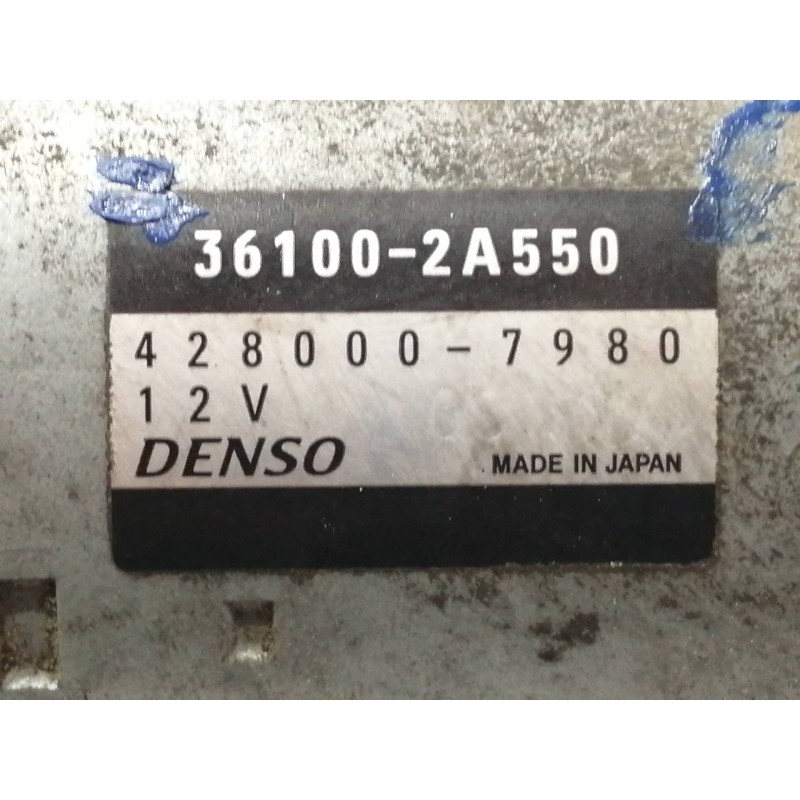 36100-2A550
428000-7980
12V
DENSO
MADE IN JAPAN